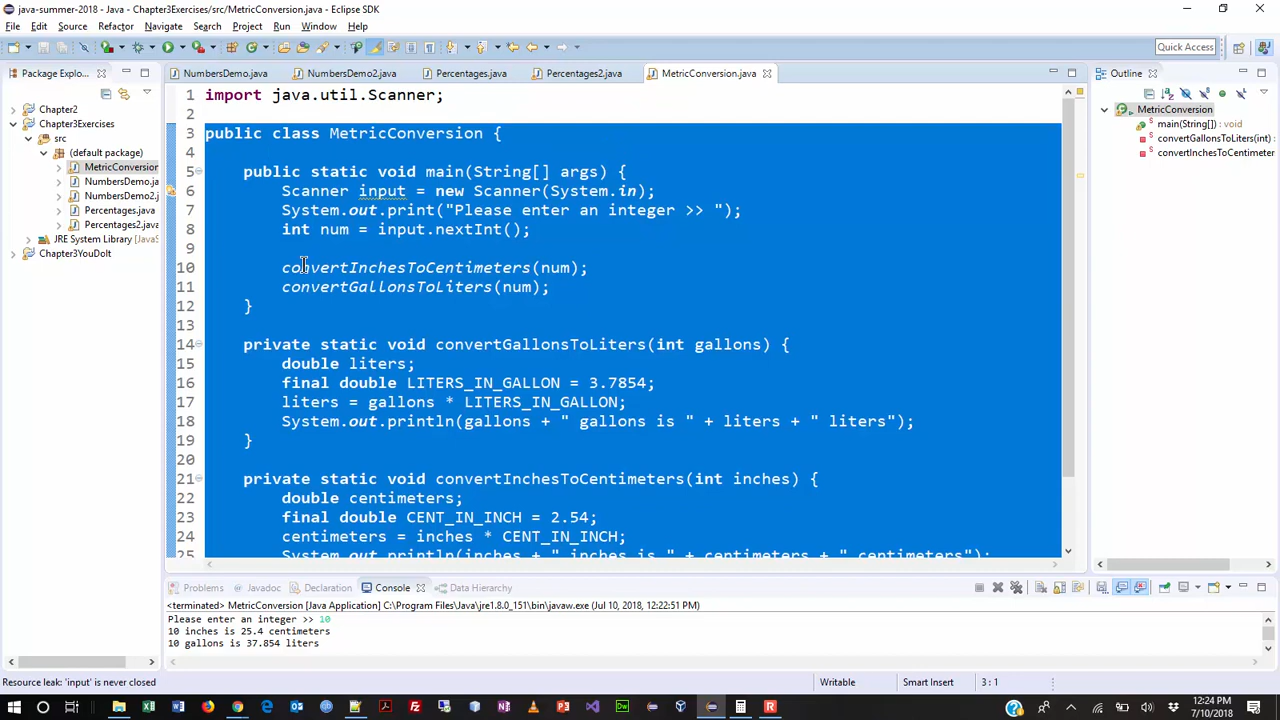 java-summer-2018 - Java - Chapter3Exercises/src/MetricConversion.java - Eclipse SDK
File Edit Source Refactor Navigate Search Project Run Window Help
Quick Access
Package Explo...
NumbersDemo.java NumbersDemo2.java Percentages.java Percentages2.java MetricConversion.java
Outline
Chapter2
Chapter3Exercises
src
(default package)
MetricConversion
NumbersDemo.ja
NumbersDemo2.j
Percentages.java
Percentages2.java
JRE System Library [JavaS
Chapter3YouDoIt
1 import java.util.Scanner;
2
3 public class MetricConversion {
4
5 public static void main(String[] args) {
6 Scanner input = new Scanner(System.in);
7 System.out.print("Please enter an integer >> ");
8 int num = input.nextInt();
9
10 convertInchesToCentimeters(num);
11 convertGallonsToLiters(num);
12 }
13
14 private static void convertGallonsToLiters(int gallons) {
15 double liters;
16 final double LITERS_IN_GALLON = 3.7854;
17 liters = gallons * LITERS_IN_GALLON;
18 System.out.println(gallons + " gallons is " + liters + " liters");
19 }
20
21 private static void convertInchesToCentimeters(int inches) {
22 double centimeters;
23 final double CENT_IN_INCH = 2.54;
24 centimeters = inches * CENT_IN_INCH;
25 System.out.println(inches + " inches is " + centimeters + " centimeters");
MetricConversion
main(String[]) : void
convertGallonsToLiters(int) :
convertInchesToCentimeter
Problems Javadoc Declaration Console Data Hierarchy
<terminated> MetricConversion [Java Application] C:\Program Files\Java\jre1.8.0_151\bin\javaw.exe (Jul 10, 2018, 12:22:51 PM)
Please enter an integer >> 10
10 inches is 25.4 centimeters
10 gallons is 37.854 liters
Resource leak: 'input' is never closed
Writable
Smart Insert
3 : 1
12:24 PM
7/10/2018